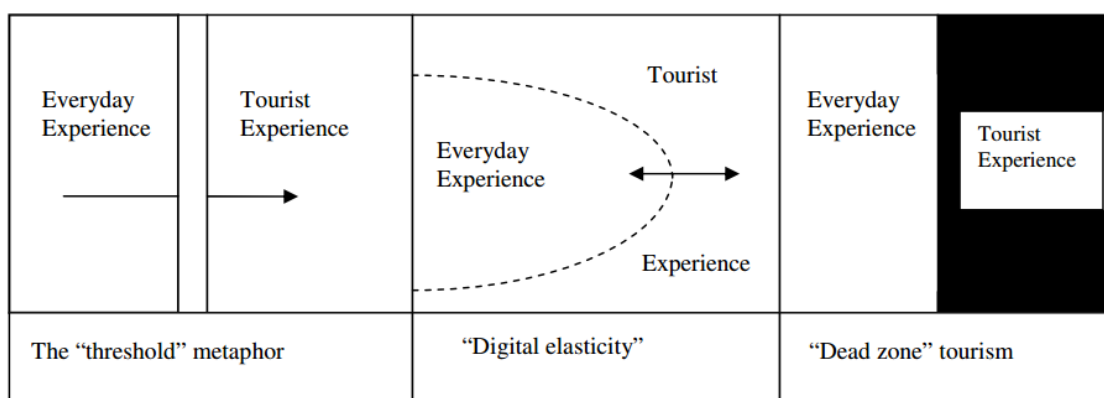 Everyday
Experience
Tourist
Experience
Tourist
Everyday
Experience
Experience
Everyday
Experience
Tourist
Experience
The “threshold” metaphor
“Digital elasticity”
“Dead zone” tourism